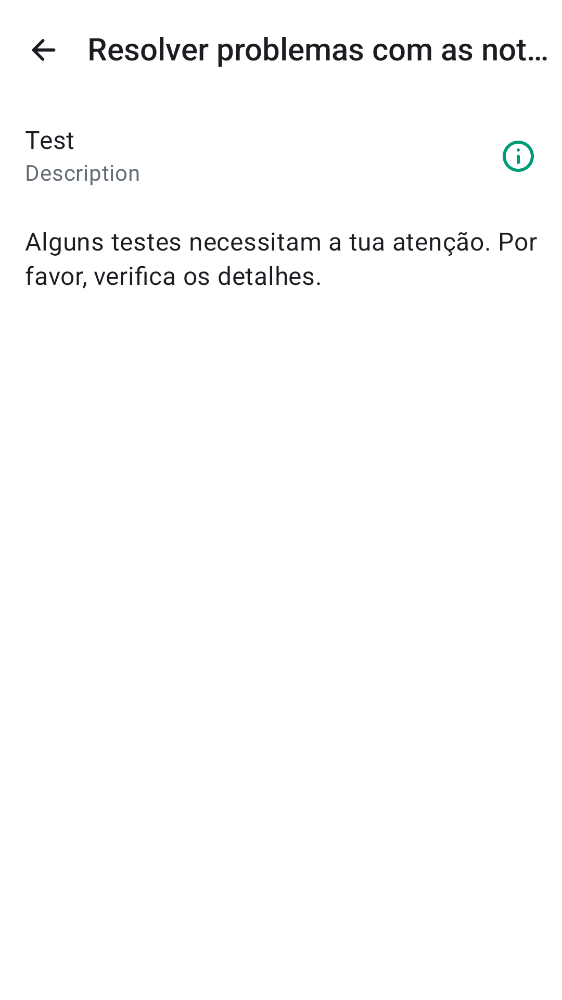 Resolver problemas com as not...
Test
Description
Alguns testes necessitam a tua atenção. Por
favor, verifica os detalhes.